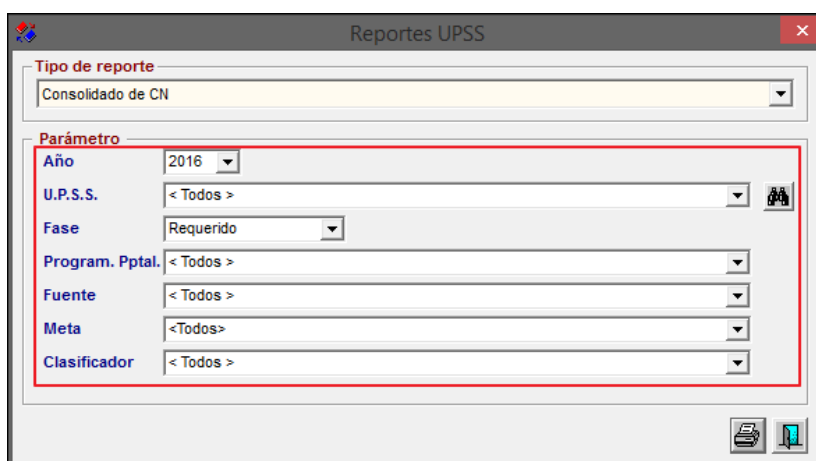 Reportes UPSS
Tipo de reporte
Consolidado de CN
Parámetro
Año 2016
U.P.S.S. < Todos >
Fase Requerido
Program. Pptal. < Todos >
Fuente < Todos >
Meta <Todos>
Clasificador < Todos >